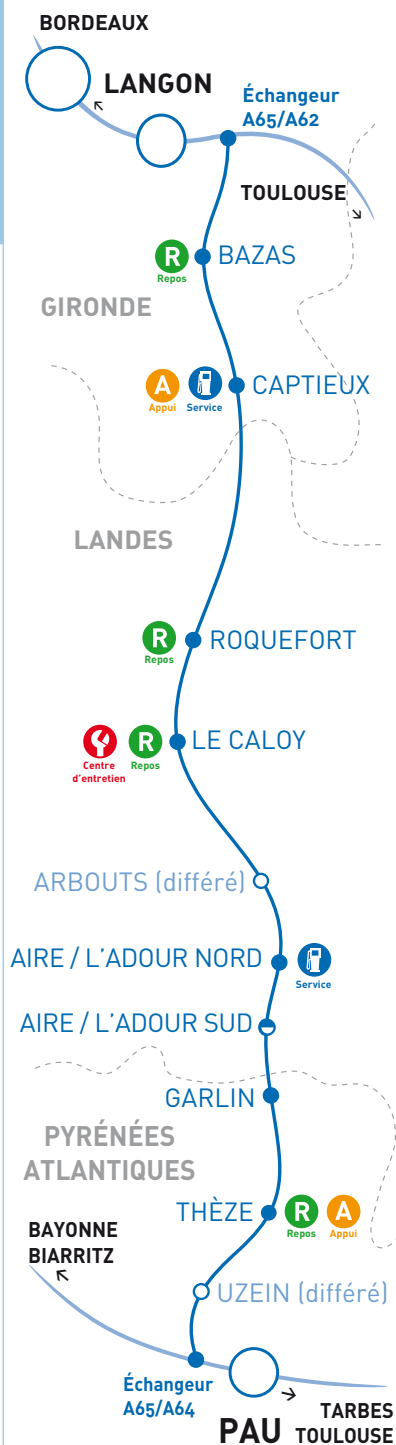 BORDEAUX
LANGON
Échangeur
A65/A62
TOULOUSE
R
Repos
BAZAS
GIRONDE
A
Appui
Service
CAPTIEUX
LANDES
R
Repos
ROQUEFORT
Centre
d'entretien
R
Repos
LE CALOY
ARBOUTS (différé)
AIRE / L'ADOUR NORD
Service
AIRE / L'ADOUR SUD
GARLIN
PYRÉNÉES
ATLANTIQUES
THÈZE
R
Repos
A
Appui
BAYONNE
BIARRITZ
UZEIN (différé)
Échangeur
A65/A64
PAU
TARBES
TOULOUSE